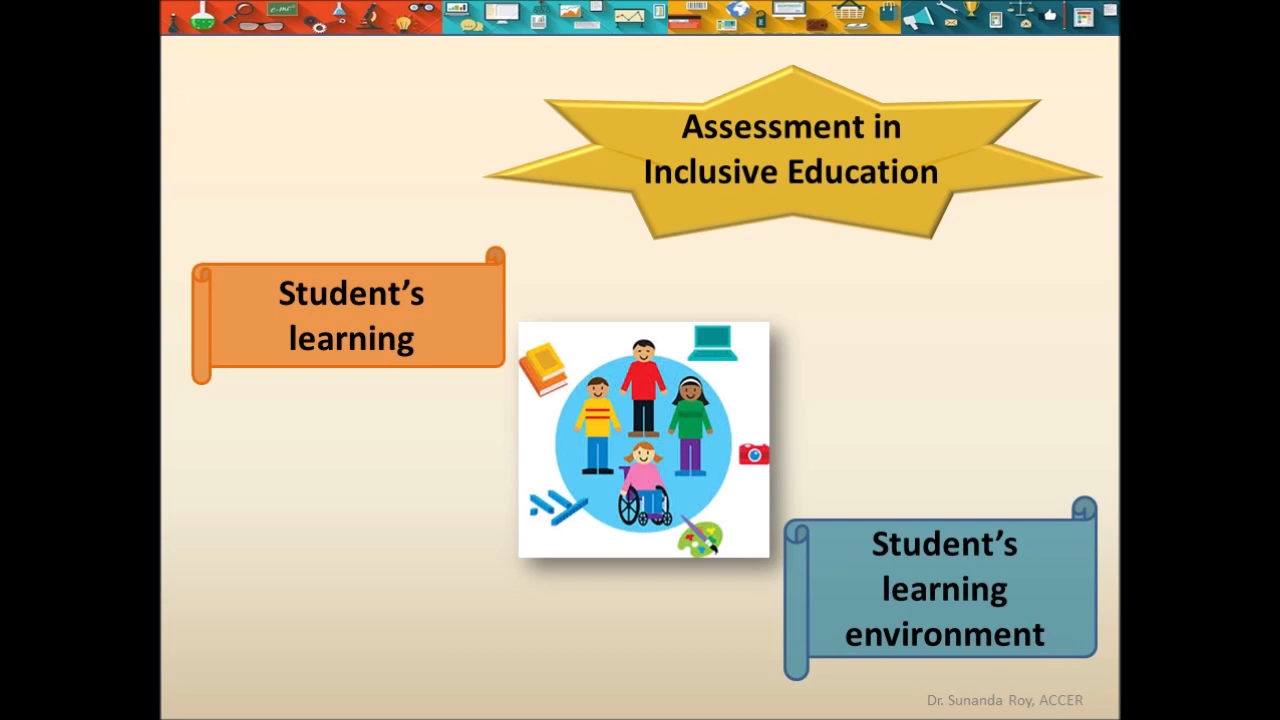 Assessment in
Inclusive Education
Student’s
learning
Student’s
learning
environment
Dr. Sunanda Roy, ACCER